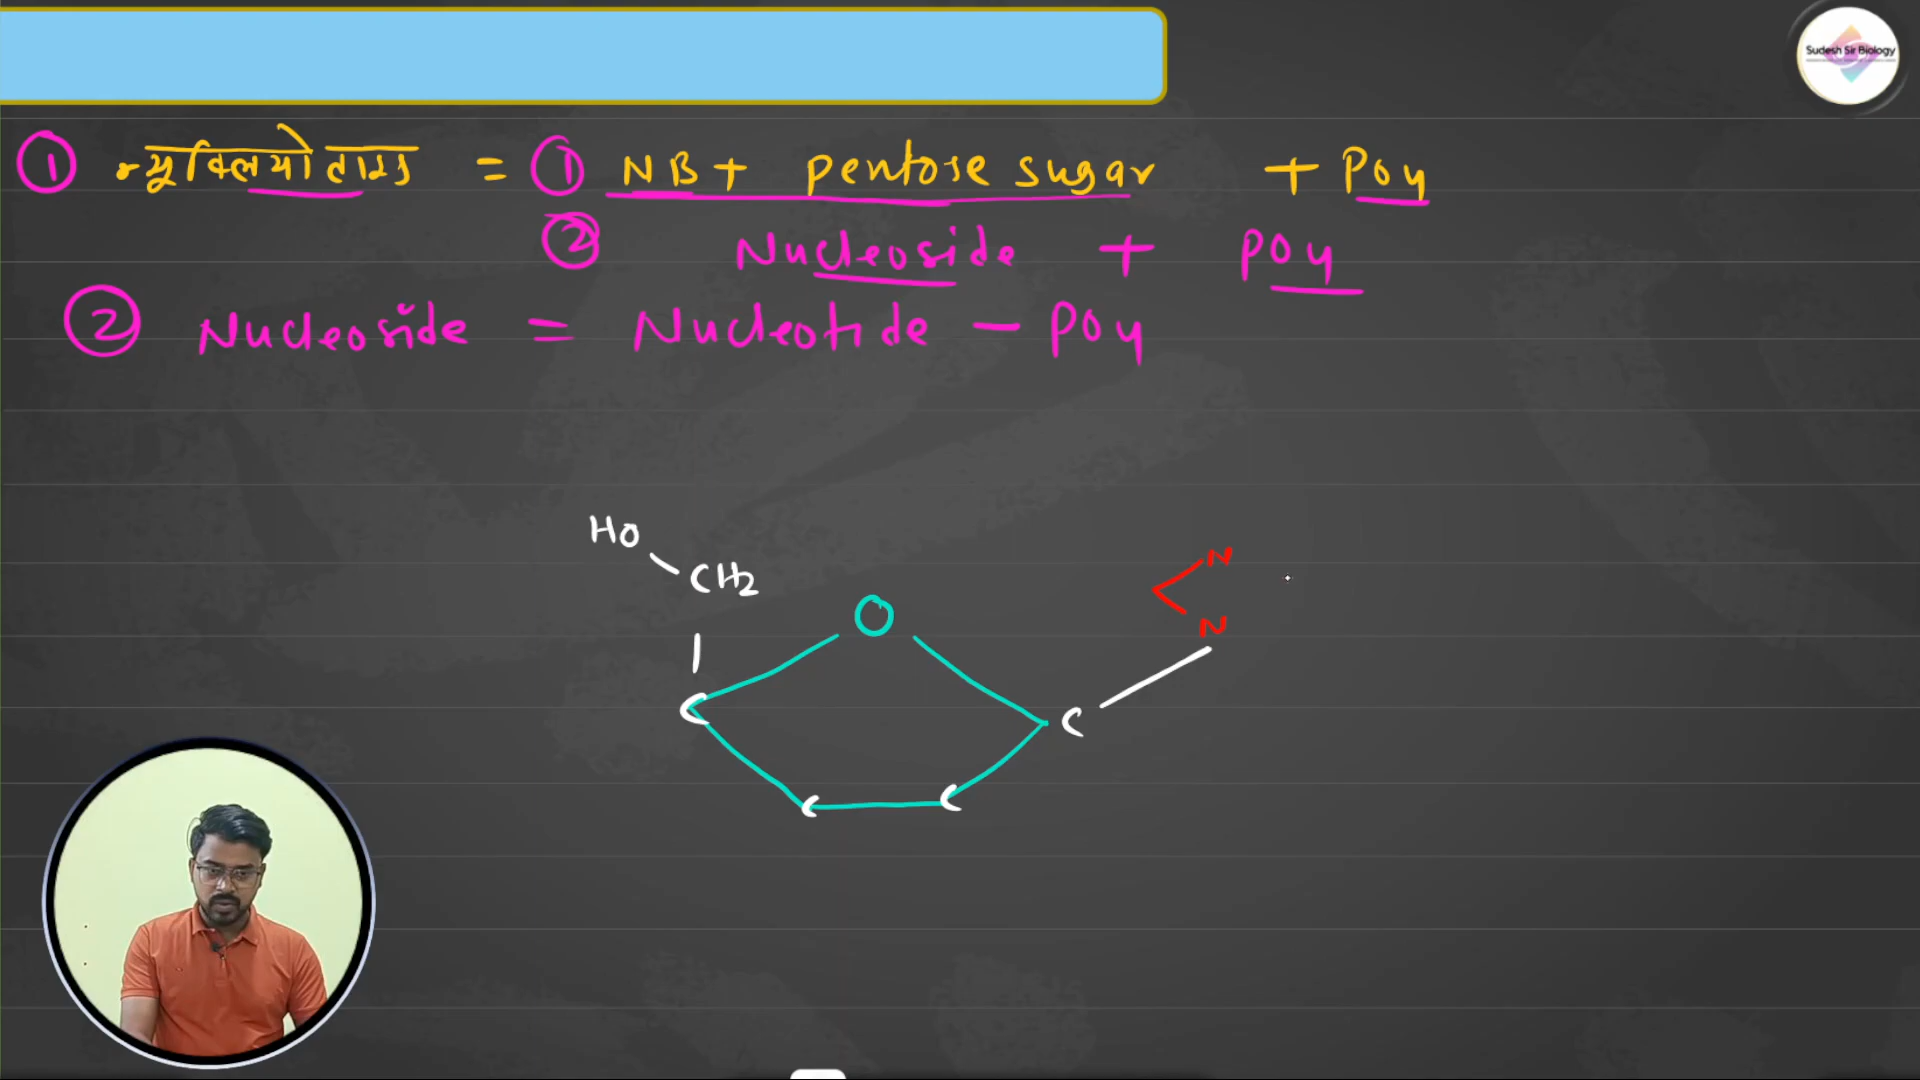 Sudesh Sir Biology
① न्यूक्लियोटाइड = ① NB + pentose sugar + PO4
② Nucleoside + PO4
② Nucleoside = Nucleotide - PO4
HO
CH2
N
O
N
C
C
C
C